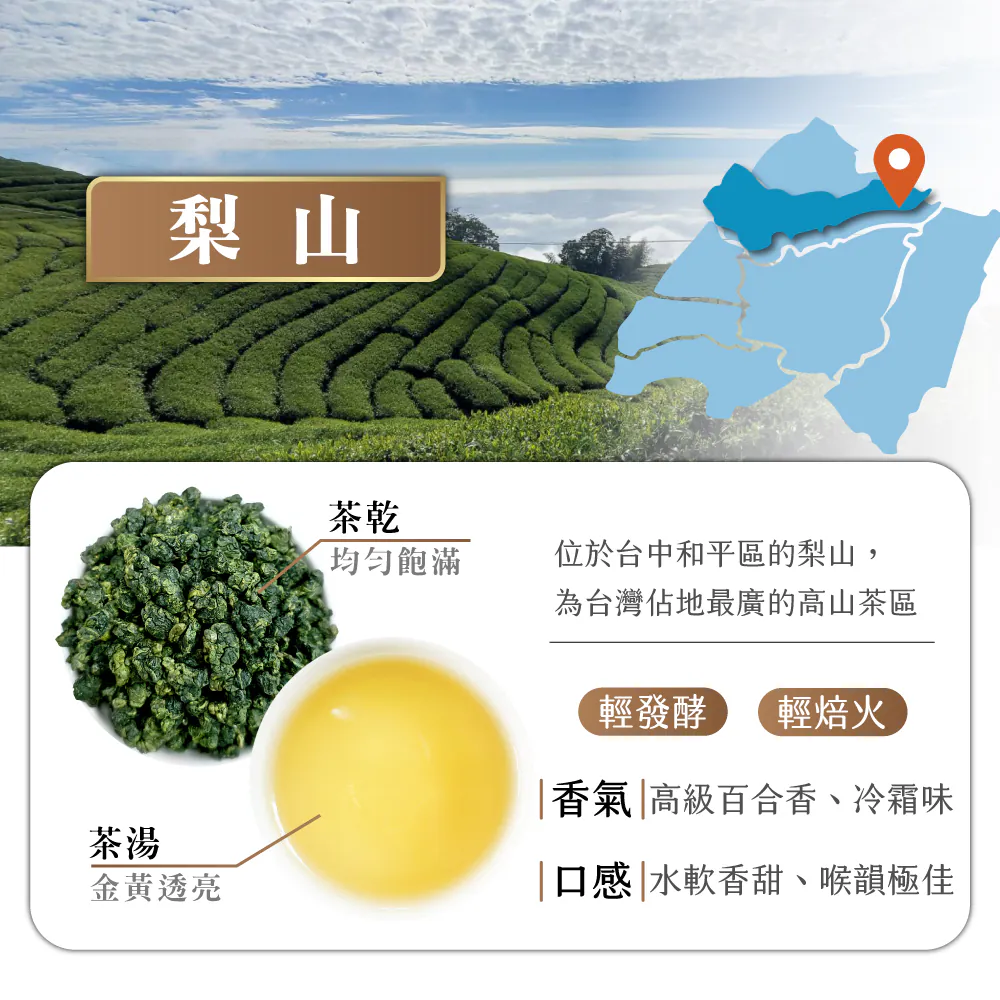 梨山
茶乾
均勻飽滿
位於台中和平區的梨山，
為台灣佔地最廣的高山茶區
輕發酵 輕焙火
香氣 高級百合香、冷霜味
茶湯
金黃透亮
口感 水軟香甜、喉韻極佳